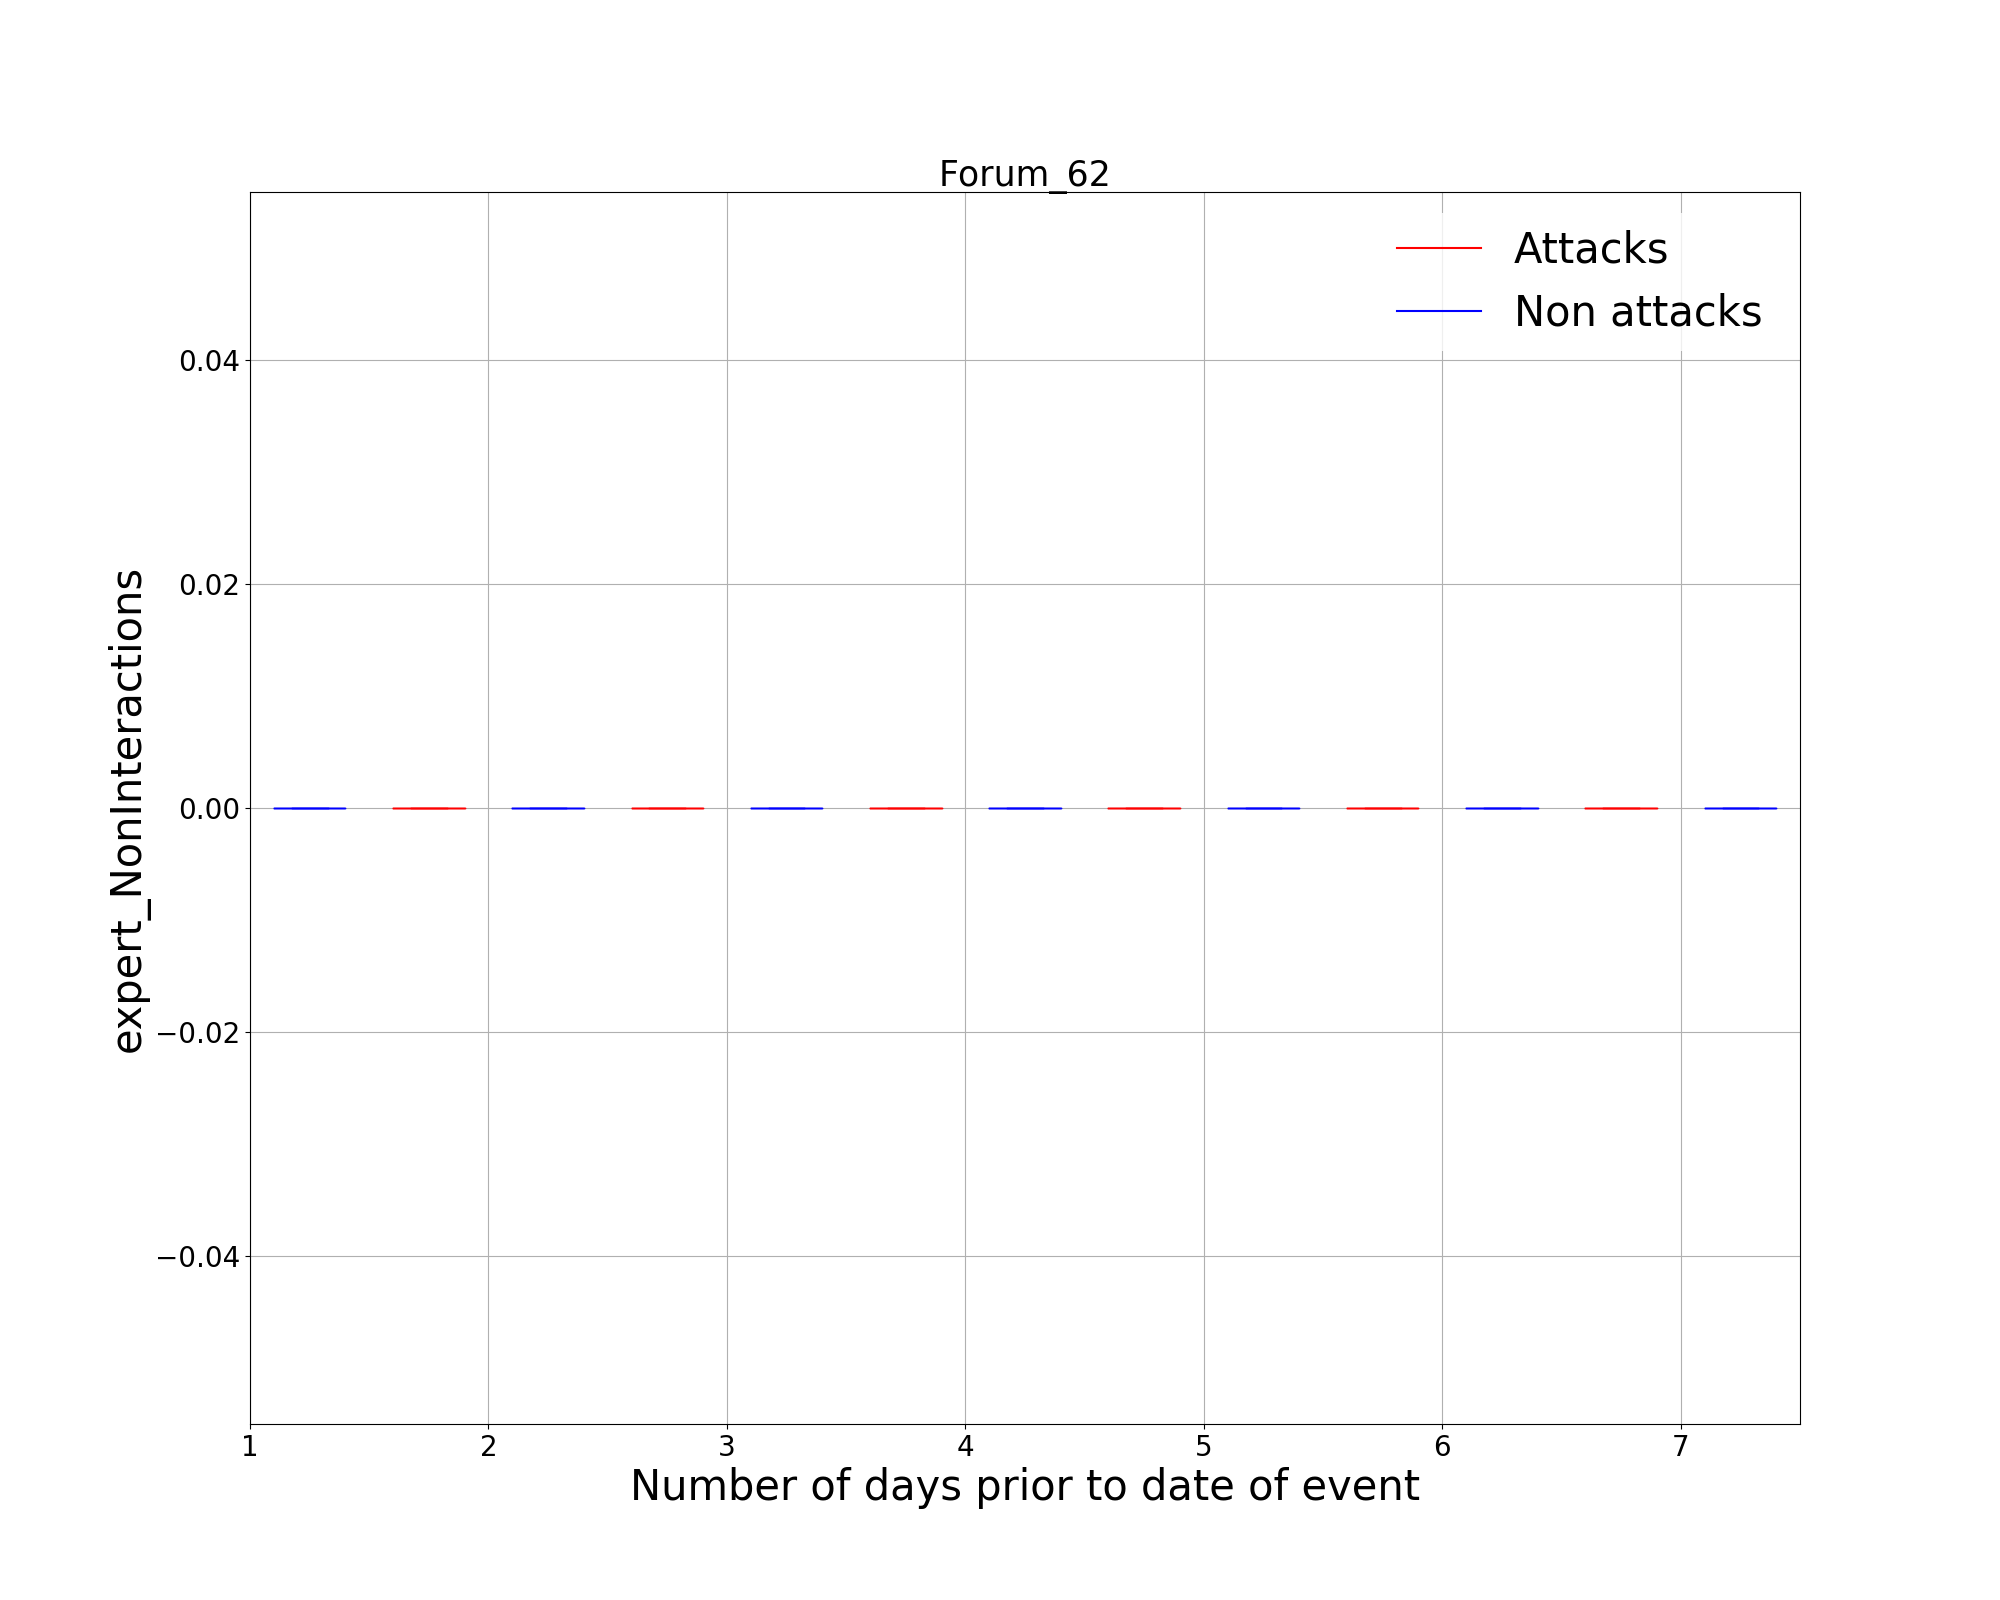 Forum_62
Attacks
Non attacks
0.04
0.02
0.00
−0.02
−0.04
expert_NonInteractions
1 2 3 4 5 6 7
Number of days prior to date of event